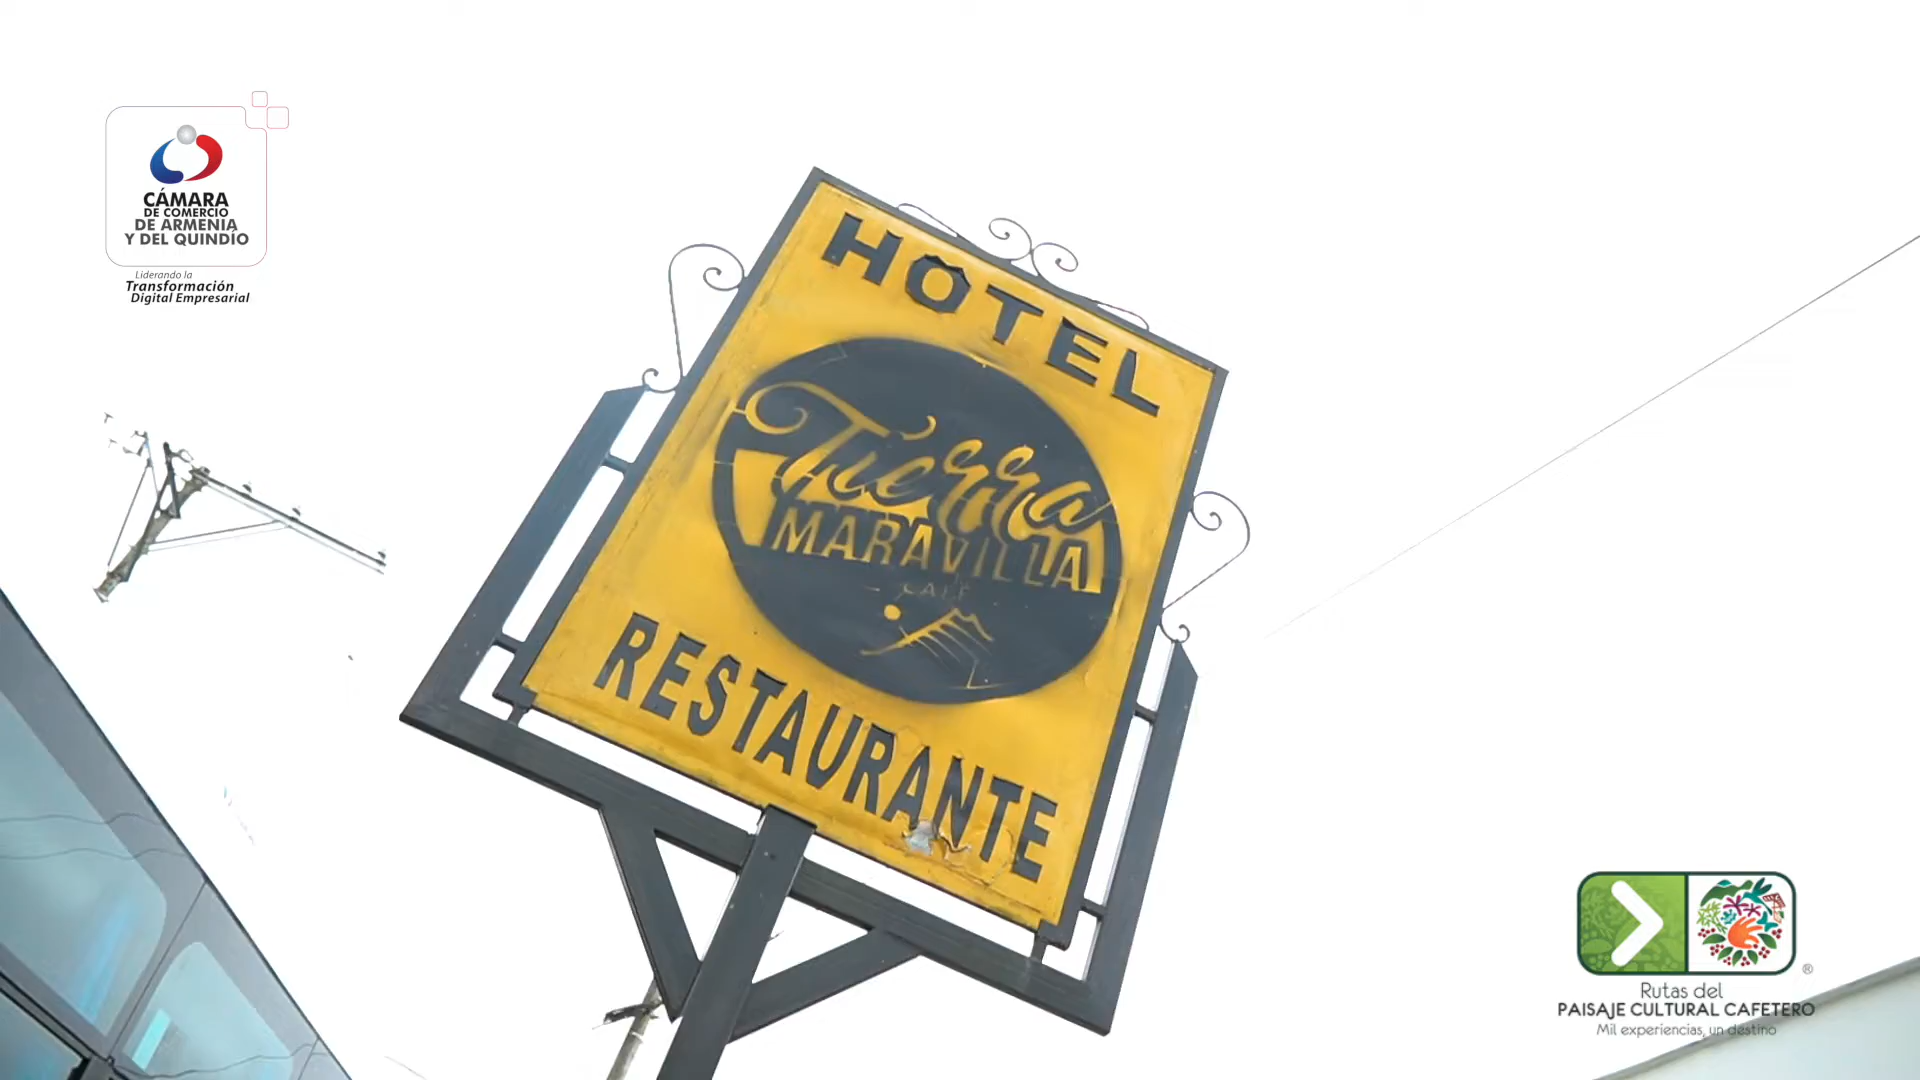 CÁMARA
DE COMERCIO
DE ARMENIA
Y DEL QUINDÍO
Liderando la
Transformación
Digital Empresarial
HOTEL
Tierra
MARAVILLA
CAFÉ
RESTAURANTE
Rutas del
PAISAJE CULTURAL CAFETERO
Mil experiencias, un destino